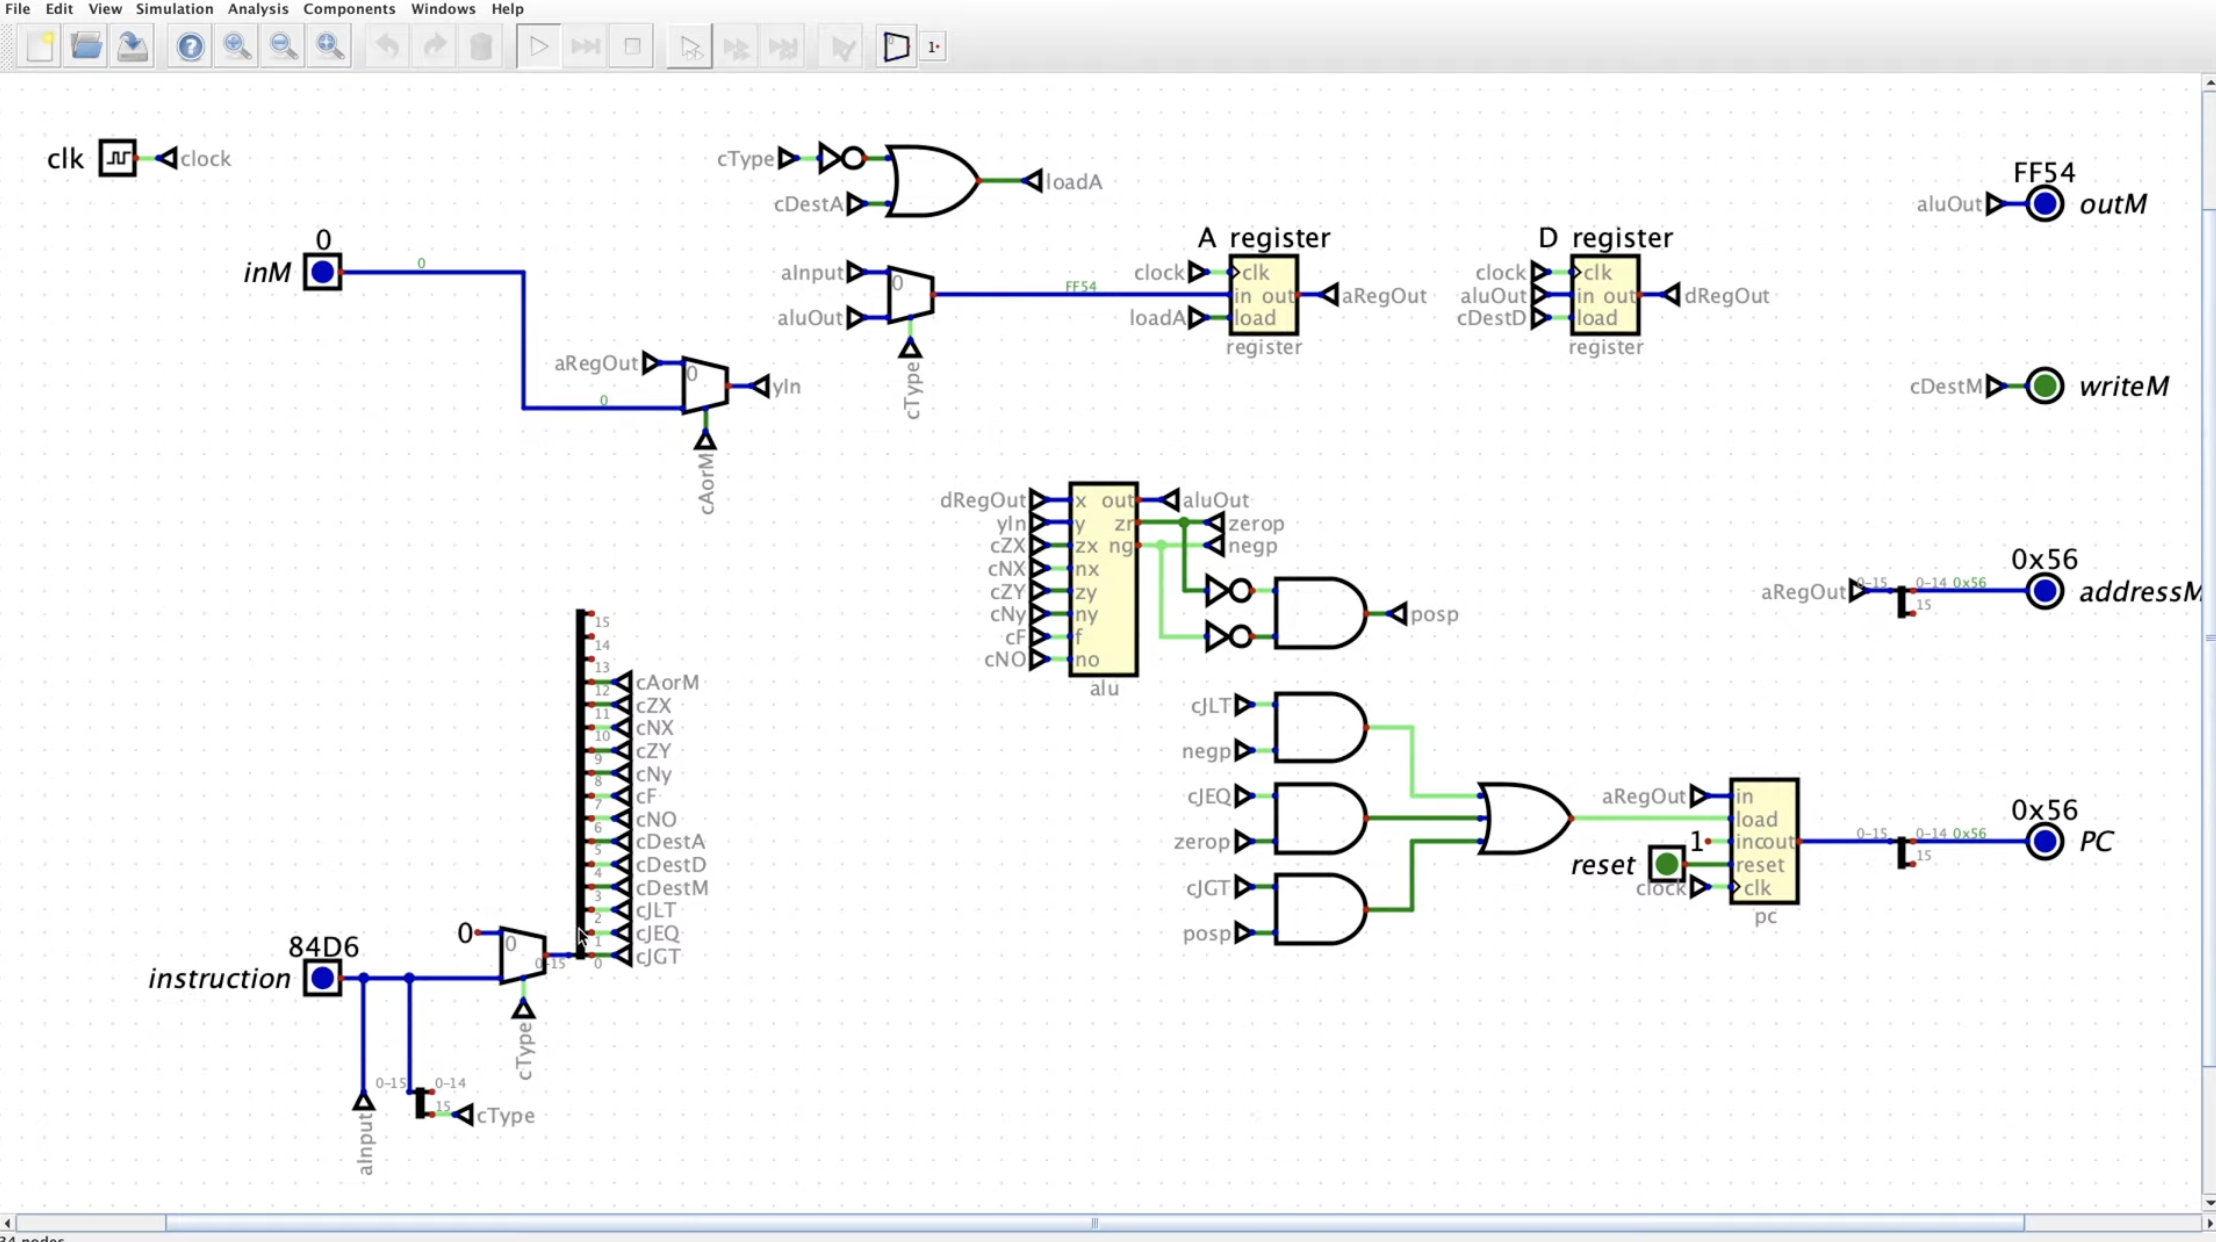 File Edit View Simulation Analysis Components Windows Help
1
clk clock
cType
cDestA
loadA
FF54
aluOut outM
0
inM
0
0
aInput
aluOut
0
cType
FF54
A register
clock clk
in out aRegOut
loadA load
register
D register
clock clk
aluOut in out dRegOut
cDestD load
register
aRegOut
0
yIn
cAorM
cDestM writeM
dRegOut x out aluOut
yIn y zr zerop
cZX zx ng negp
cNX nx
cZY zy
cNy ny posp
cF f
cNO no
alu
0x56
aRegOut 0-15 0-14 0x56 addressM
15
15
14
13
cAorM
12 cZX
11 cNX
10 cZY
9 cNy
8 cF
7 cNO
6 cDestA
5 cDestD
4 cDestM
3 cJLT
2 cJEQ
1 cJGT
0
cJLT
negp
cJEQ
zerop
cJGT
posp
aRegOut in
load
1 inc out
reset reset
clock clk
pc
0x56
0-15 0-14 0x56 PC
15
0
0
84D6
instruction
0-15
cType
0-15 0-14
15 cType
aInput
34 nodes